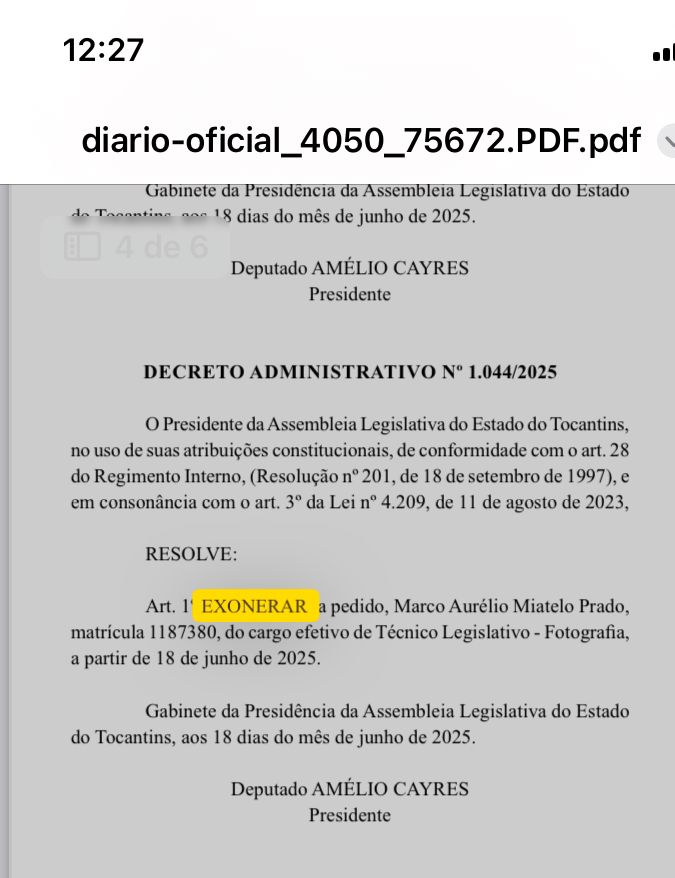 12:27
diario-oficial_4050_75672.PDF.pdf
Gabinete da Presidência da Assembleia Legislativa do Estado
do Tocantins, aos 18 dias do mês de junho de 2025.
4 de 6
Deputado AMÉLIO CAYRES
Presidente
DECRETO ADMINISTRATIVO Nº 1.044/2025
O Presidente da Assembleia Legislativa do Estado do Tocantins,
no uso de suas atribuições constitucionais, de conformidade com o art. 28
do Regimento Interno, (Resolução nº 201, de 18 de setembro de 1997), e
em consonância com o art. 3º da Lei nº 4.209, de 11 de agosto de 2023,
RESOLVE:
Art. 1º EXONERAR a pedido, Marco Aurélio Miatelo Prado,
matrícula 1187380, do cargo efetivo de Técnico Legislativo - Fotografia,
a partir de 18 de junho de 2025.
Gabinete da Presidência da Assembleia Legislativa do Estado
do Tocantins, aos 18 dias do mês de junho de 2025.
Deputado AMÉLIO CAYRES
Presidente